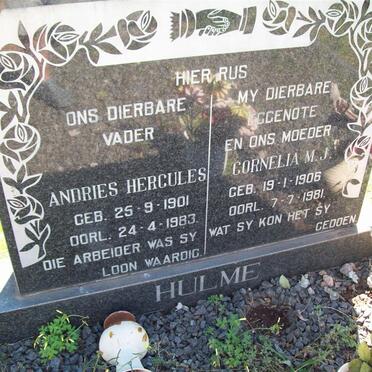 HIER RUS
ONS DIERBARE
VADER
ANDRIES HERCULES
GEB. 25-9-1901
OORL. 24-4-1983
DIE ARBEIDER WAS SY
LOON WAARDIG.
MY DIERBARE
EGGENOTE
EN ONS MOEDER
CORNELIA M.J.
GEB. 19-1-1906
OORL. 7-7-1981
WAT SY KON HET SY
GEDOEN.
HULME